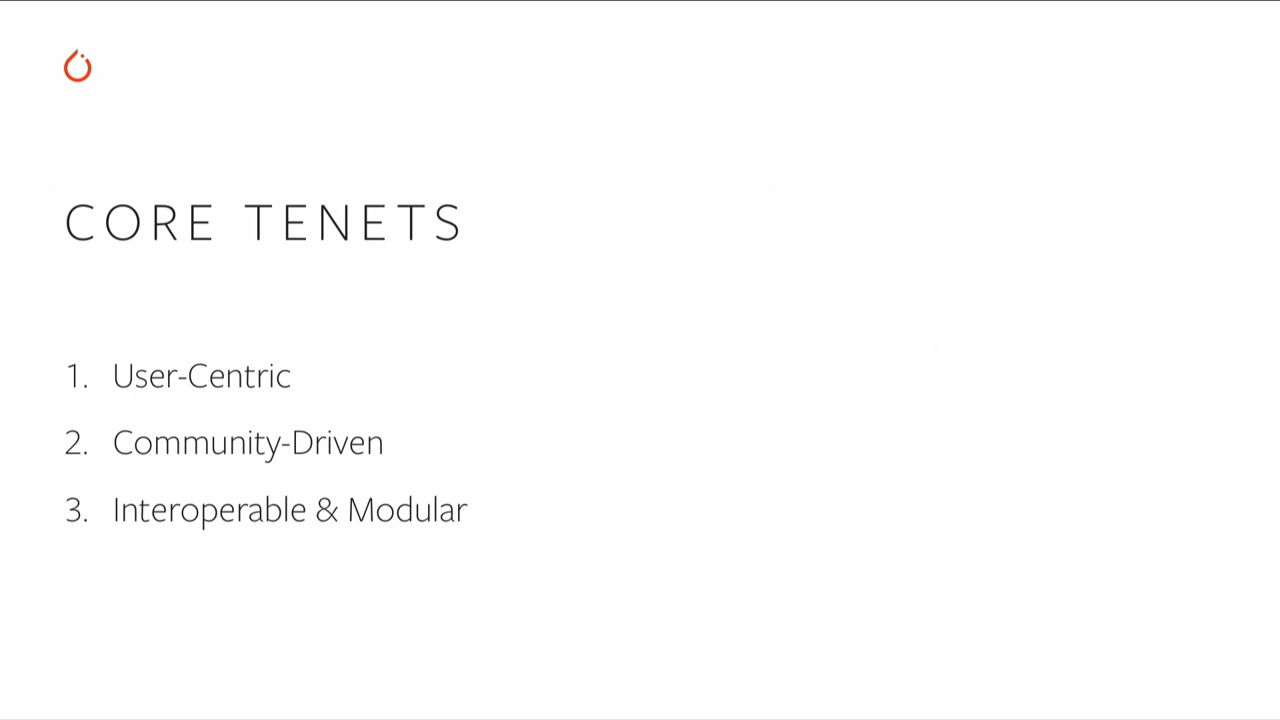 CORE TENETS
1. User-Centric
2. Community-Driven
3. Interoperable & Modular